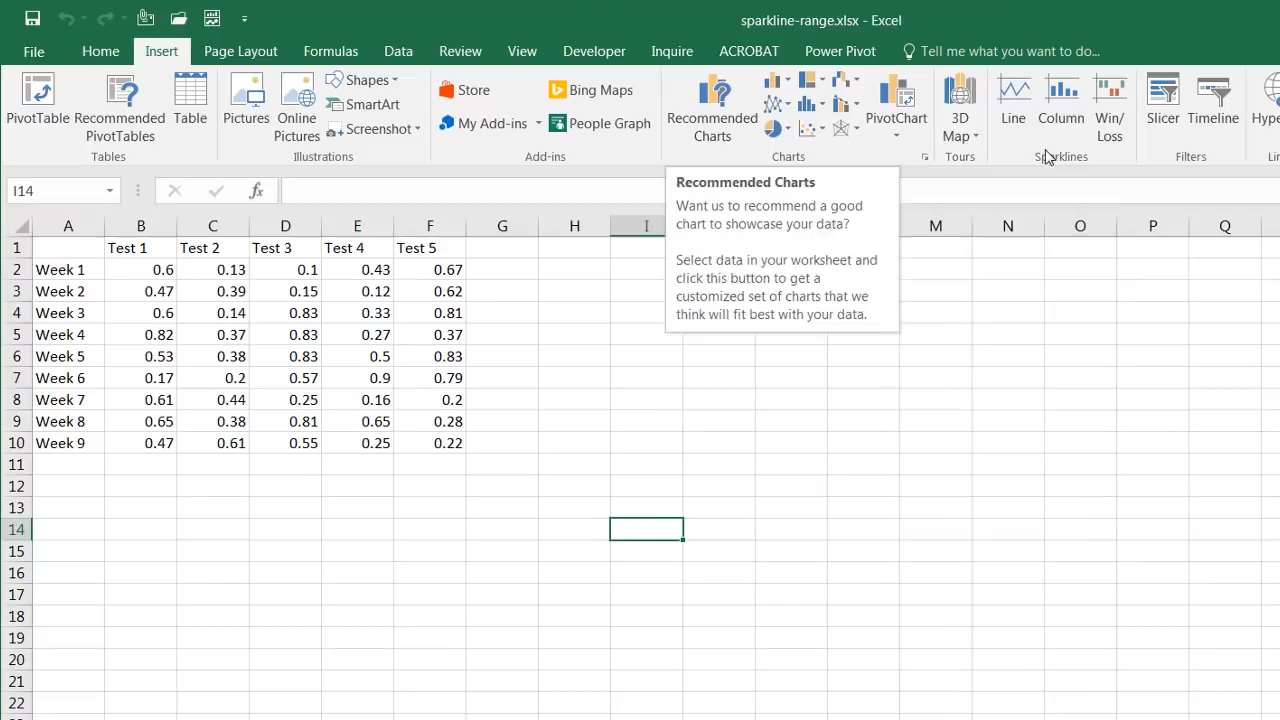 sparkline-range.xlsx - Excel
File Home Insert Page Layout Formulas Data Review View Developer Inquire ACROBAT Power Pivot Tell me what you want to do...
PivotTable
Recommended
PivotTables
Table
Tables
Pictures
Online
Pictures
Shapes
SmartArt
Screenshot
Illustrations
Store
My Add-ins
Bing Maps
People Graph
Add-ins
Recommended
Charts
PivotChart
Charts
3D
Map
Tours
Line
Column
Win/
Loss
Sparklines
Slicer
Timeline
Filters
I14
fx
Recommended Charts
Want us to recommend a good
chart to showcase your data?
Select data in your worksheet and
click this button to get a
customized set of charts that we
think will fit best with your data.
A B C D E F G H I M N O P Q
1 Test 1 Test 2 Test 3 Test 4 Test 5
2 Week 1 0.6 0.13 0.1 0.43 0.67
3 Week 2 0.47 0.39 0.15 0.12 0.62
4 Week 3 0.6 0.14 0.83 0.33 0.81
5 Week 4 0.82 0.37 0.83 0.27 0.37
6 Week 5 0.53 0.38 0.83 0.5 0.83
7 Week 6 0.17 0.2 0.57 0.9 0.79
8 Week 7 0.61 0.44 0.25 0.16 0.2
9 Week 8 0.65 0.38 0.81 0.65 0.28
10 Week 9 0.47 0.61 0.55 0.25 0.22
11
12
13
14
15
16
17
18
19
20
21
22